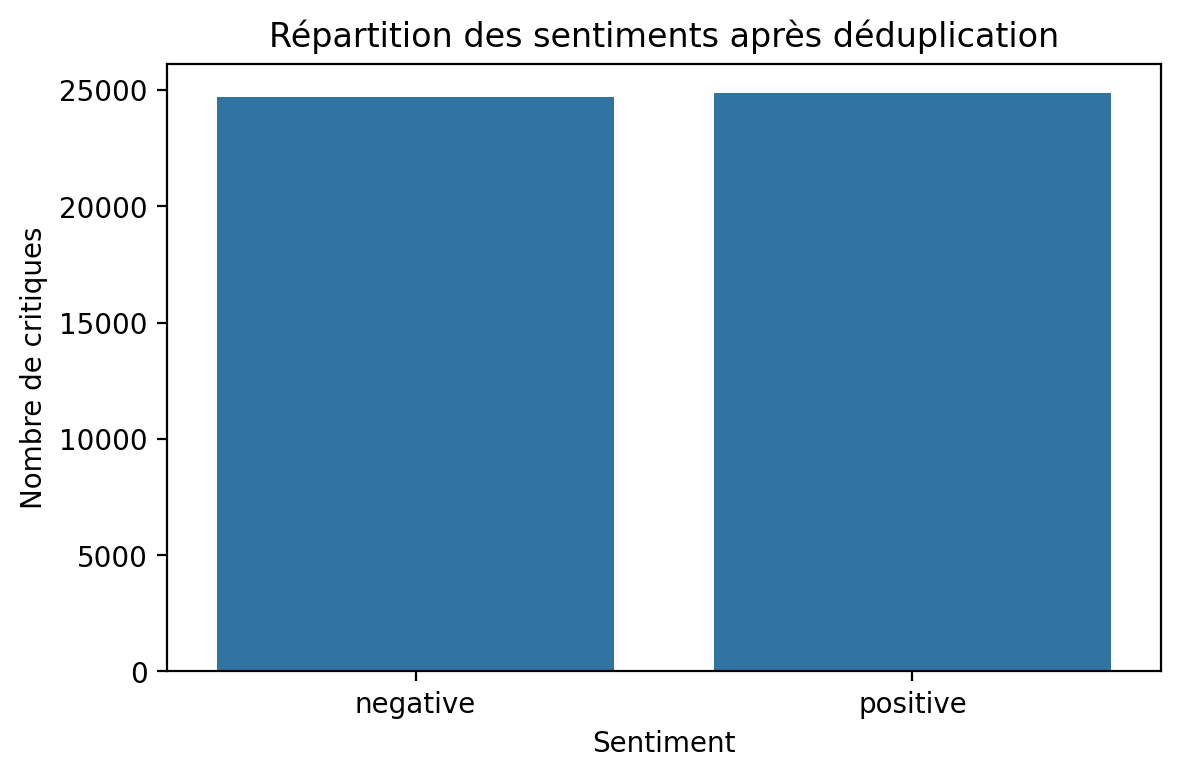 Répartition des sentiments après déduplication
Nombre de critiques
25000
20000
15000
10000
5000
0
negative
positive
Sentiment